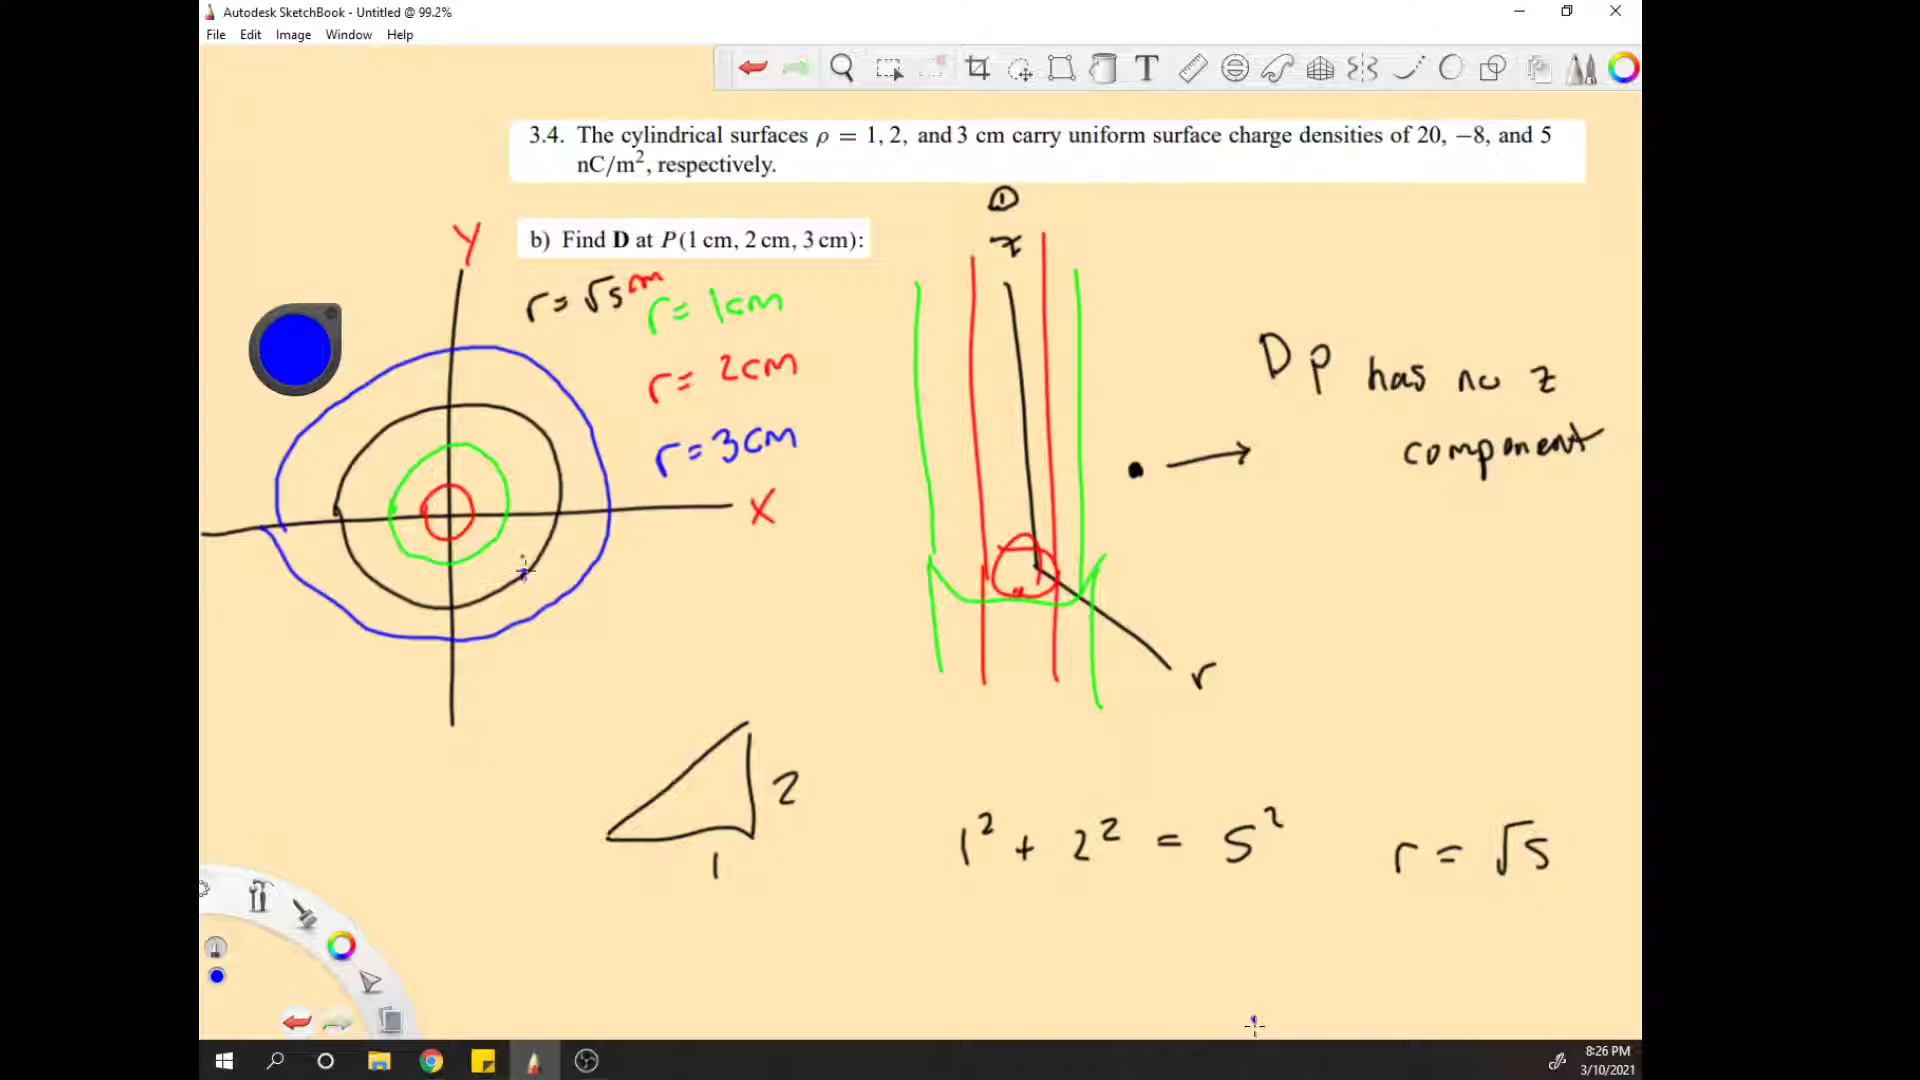 Autodesk SketchBook - Untitled @ 99.2%
File Edit Image Window Help
T
3.4. The cylindrical surfaces ρ = 1, 2, and 3 cm carry uniform surface charge densities of 20, −8, and 5
nC/m², respectively.
b) Find D at P(1 cm, 2 cm, 3 cm):
Y
r = √5 cm
r = 1cm
r = 2cm
r = 3cm
X
z
r
Dρ has no z
component
2
1
1² + 2² = 5²
r = √5
8:26 PM
3/10/2021